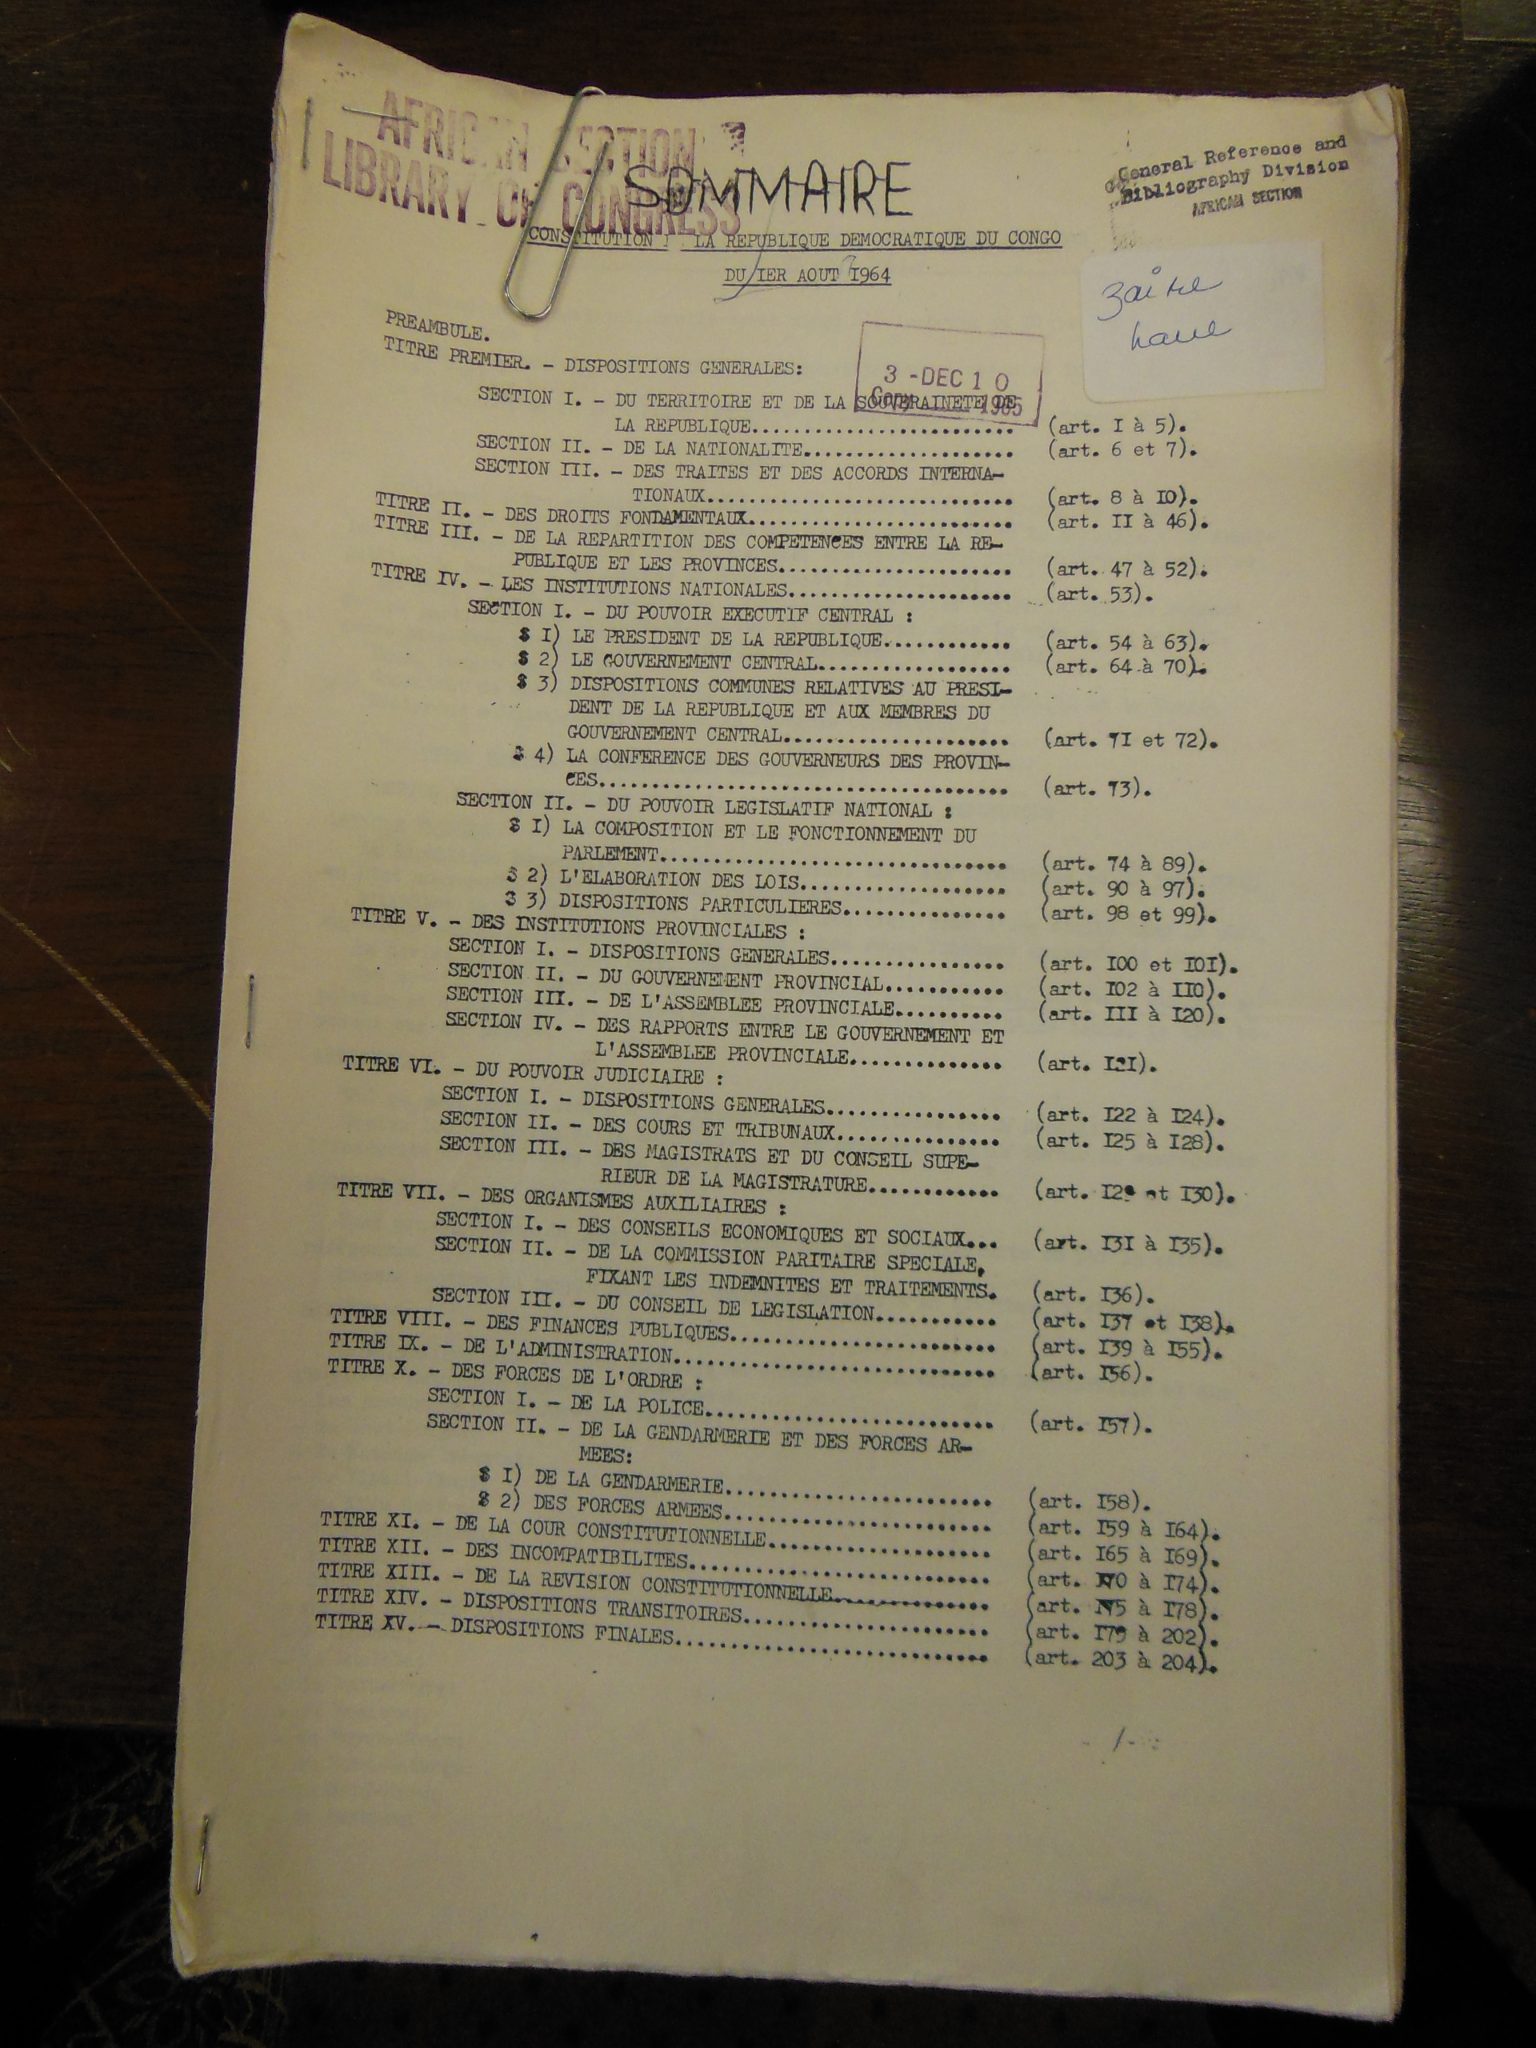 AFRICAN SECTION
LIBRARY OF CONGRESS
SOMMAIRE
General Reference and
Bibliography Division
AFRICAN SECTION
CONSTITUTION LA REPUBLIQUE DEMOCRATIQUE DU CONGO
DU 1ER AOUT I964
Zaïre
have
PREAMBULE.
TITRE PREMIER. - DISPOSITIONS GENERALES:
3 -DEC 1 0
Copy 1965
SECTION I. - DU TERRITOIRE ET DE LA SOUVERAINETE DE
LA REPUBLIQUE......................... (art. I à 5).
SECTION II. - DE LA NATIONALITE.................... (art. 6 et 7).
SECTION III. - DES TRAITES ET DES ACCORDS INTERNA-
TIONAUX.............................. (art. 8 à IO).
TITRE II. - DES DROITS FONDAMENTAUX......................... (art. II à 46).
TITRE III. - DE LA REPARTITION DES COMPETENCES ENTRE LA RE-
PUBLIQUE ET LES PROVINCES...................... (art. 47 à 52).
TITRE IV. - LES INSTITUTIONS NATIONALES..................... (art. 53).
SECTION I. - DU POUVOIR EXECUTIF CENTRAL :
§ I) LE PRESIDENT DE LA REPUBLIQUE............ (art. 54 à 63).
§ 2) LE GOUVERNEMENT CENTRAL.................. (art. 64 à 70).
§ 3) DISPOSITIONS COMMUNES RELATIVES AU PRESI-
DENT DE LA REPUBLIQUE ET AUX MEMBRES DU
GOUVERNEMENT CENTRAL..................... (art. 7I et 72).
§ 4) LA CONFERENCE DES GOUVERNEURS DES PROVIN-
CES....................................... (art. 73).
SECTION II. - DU POUVOIR LEGISLATIF NATIONAL :
§ I) LA COMPOSITION ET LE FONCTIONNEMENT DU
PARLEMENT................................ (art. 74 à 89).
§ 2) L'ELABORATION DES LOIS................... (art. 90 à 97).
§ 3) DISPOSITIONS PARTICULIERES............... (art. 98 et 99).
TITRE V. - DES INSTITUTIONS PROVINCIALES :
SECTION I. - DISPOSITIONS GENERALES................ (art. I00 et I0I).
SECTION II. - DU GOUVERNEMENT PROVINCIAL........... (art. I02 à II0).
SECTION III. - DE L'ASSEMBLEE PROVINCIALE.......... (art. III à I20).
SECTION IV. - DES RAPPORTS ENTRE LE GOUVERNEMENT ET
L'ASSEMBLEE PROVINCIALE.............. (art. I2I).
TITRE VI. - DU POUVOIR JUDICIAIRE :
SECTION I. - DISPOSITIONS GENERALES................ (art. I22 à I24).
SECTION II. - DES COURS ET TRIBUNAUX............... (art. I25 à I28).
SECTION III. - DES MAGISTRATS ET DU CONSEIL SUPE-
RIEUR DE LA MAGISTRATURE............ (art. I29 et I30).
TITRE VII. - DES ORGANISMES AUXILIAIRES :
SECTION I. - DES CONSEILS ECONOMIQUES ET SOCIAUX... (art. I3I à I35).
SECTION II. - DE LA COMMISSION PARITAIRE SPECIALE,
FIXANT LES INDEMNITES ET TRAITEMENTS. (art. I36).
SECTION III. - DU CONSEIL DE LEGISLATION........... (art. I37 et I38).
TITRE VIII. - DES FINANCES PUBLIQUES......................... (art. I39 à I55).
TITRE IX. - DE L'ADMINISTRATION.............................. (art. I56).
TITRE X. - DES FORCES DE L'ORDRE :
SECTION I. - DE LA POLICE........................... (art. I57).
SECTION II. - DE LA GENDARMERIE ET DES FORCES AR-
MEES:
§ I) DE LA GENDARMERIE......................... (art. I58).
§ 2) DES FORCES ARMEES......................... (art. I59 à I64).
TITRE XI. - DE LA COUR CONSTITUTIONNELLE..................... (art. I65 à I69).
TITRE XII. - DES INCOMPATIBILITES............................ (art. I70 à I74).
TITRE XIII. - DE LA REVISION CONSTITUTIONNELLE............... (art. I75 à I78).
TITRE XIV. - DISPOSITIONS TRANSITOIRES....................... (art. I79 à 202).
TITRE XV. - DISPOSITIONS FINALES............................. (art. 203 à 204).